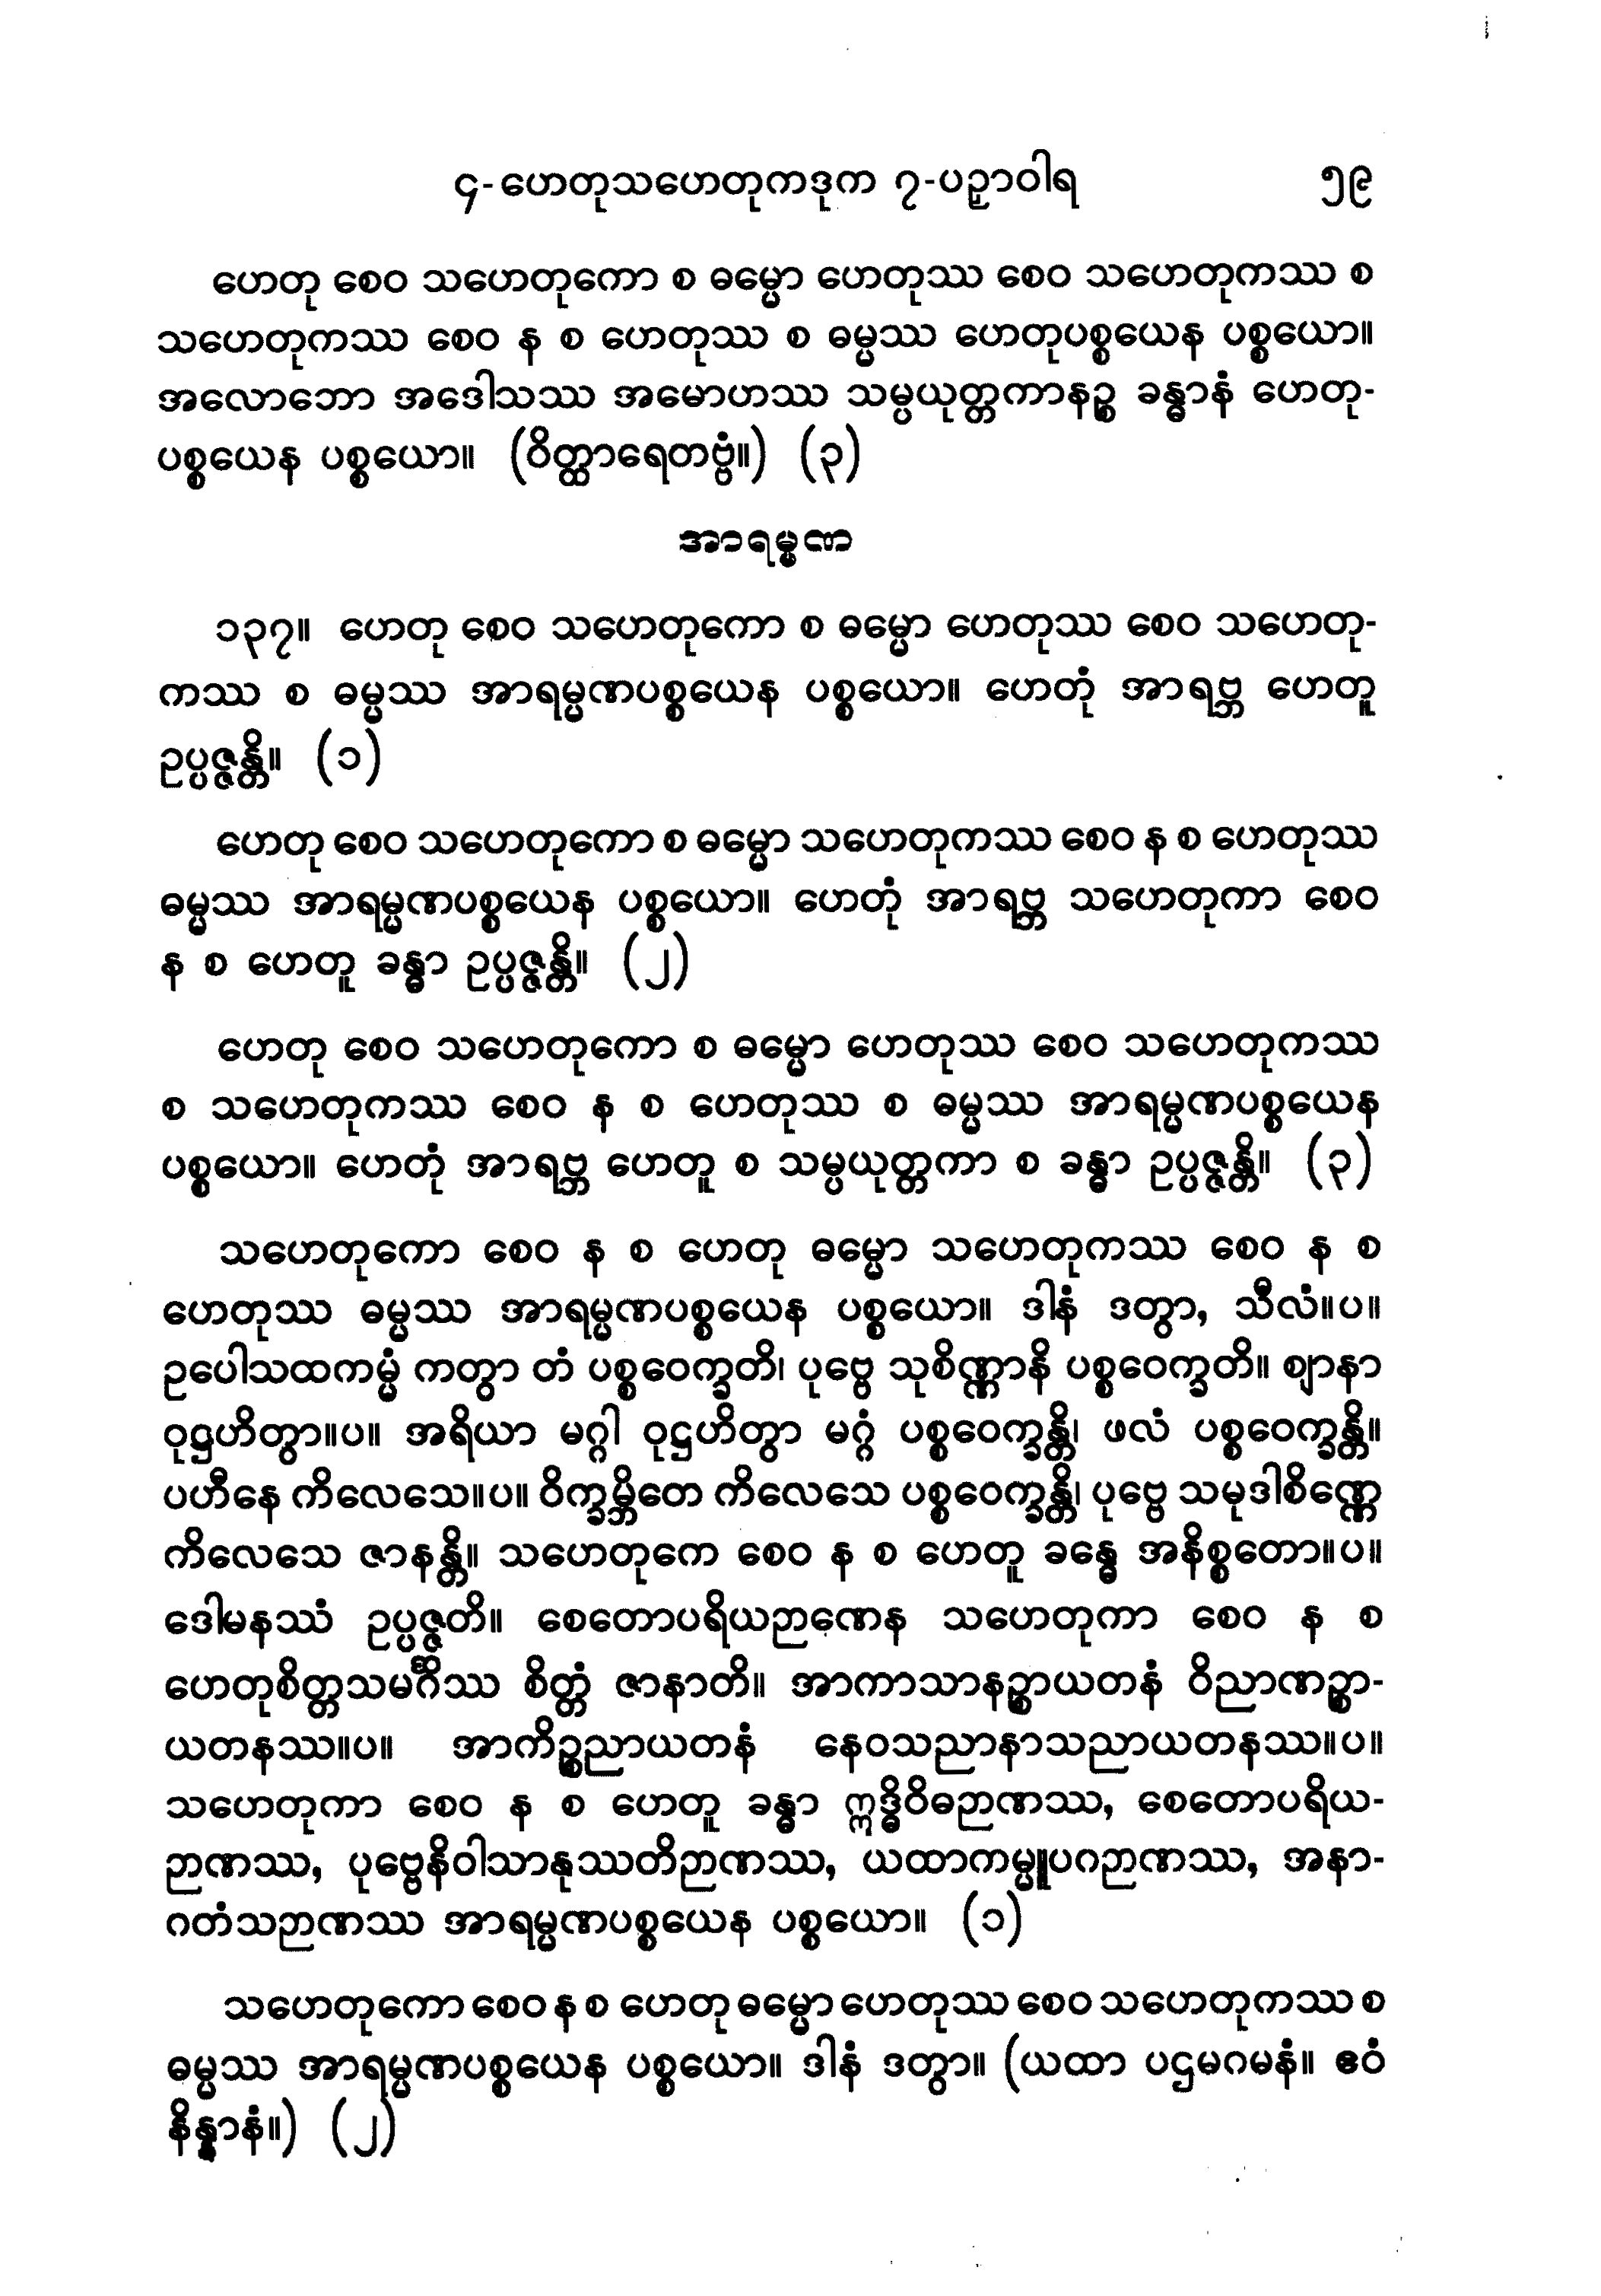 ၄-ဟေတုသဟေတုကဒုက ၇-ပဉှာဝါရ ၅၉
ဟေတု စေဝ သဟေတုကော စ ဓမ္မော ဟေတုဿ စေဝ သဟေတုကဿ စ
သဟေတုကဿ စေဝ န စ ဟေတုဿ စ ဓမ္မဿ ဟေတုပစ္စယေန ပစ္စယော။
အလောဘော အဒေါသဿ အမောဟဿ သမ္ပယုတ္တကာနဉ္စ ခန္ဓာနံ ဟေတု-
ပစ္စယေန ပစ္စယော။ (ဝိတ္ထာရေတဗ္ဗံ။) (၃)
အာရမ္မဏ
၁၃၇။ ဟေတု စေဝ သဟေတုကော စ ဓမ္မော ဟေတုဿ စေဝ သဟေတု-
ကဿ စ ဓမ္မဿ အာရမ္မဏပစ္စယေန ပစ္စယော။ ဟေတုံ အာရဗ္ဘ ဟေတူ
ဥပ္ပဇ္ဇန္တိ။ (၁)
ဟေတု စေဝ သဟေတုကော စ ဓမ္မော သဟေတုကဿ စေဝ န စ ဟေတုဿ
ဓမ္မဿ အာရမ္မဏပစ္စယေန ပစ္စယော။ ဟေတုံ အာရဗ္ဘ သဟေတုကာ စေဝ
န စ ဟေတူ ခန္ဓာ ဥပ္ပဇ္ဇန္တိ။ (၂)
ဟေတု စေဝ သဟေတုကော စ ဓမ္မော ဟေတုဿ စေဝ သဟေတုကဿ
စ သဟေတုကဿ စေဝ န စ ဟေတုဿ စ ဓမ္မဿ အာရမ္မဏပစ္စယေန
ပစ္စယော။ ဟေတုံ အာရဗ္ဘ ဟေတူ စ သမ္ပယုတ္တကာ စ ခန္ဓာ ဥပ္ပဇ္ဇန္တိ။ (၃)
သဟေတုကော စေဝ န စ ဟေတု ဓမ္မော သဟေတုကဿ စေဝ န စ
ဟေတုဿ ဓမ္မဿ အာရမ္မဏပစ္စယေန ပစ္စယော။ ဒါနံ ဒတွာ, သီလံ။ပ။
ဥပေါသထကမ္မံ ကတွာ တံ ပစ္စဝေက္ခတိ၊ ပုဗ္ဗေ သုစိဏ္ဏာနိ ပစ္စဝေက္ခတိ။ ဈာနာ
ဝုဋ္ဌဟိတွာ။ပ။ အရိယာ မဂ္ဂါ ဝုဋ္ဌဟိတွာ မဂ္ဂံ ပစ္စဝေက္ခန္တိ၊ ဖလံ ပစ္စဝေက္ခန္တိ။
ပဟီနေ ကိလေသေ။ပ။ ဝိက္ခမ္ဘိတေ ကိလေသေ ပစ္စဝေက္ခန္တိ၊ ပုဗ္ဗေ သမုဒါစိဏ္ဏေ
ကိလေသေ ဇာနန္တိ။ သဟေတုကေ စေဝ န စ ဟေတူ ခန္ဓေ အနိစ္စတော။ပ။
ဒေါမနဿံ ဥပ္ပဇ္ဇတိ။ စေတောပရိယဉာဏေန သဟေတုကာ စေဝ န စ
ဟေတုစိတ္တသမင်္ဂိဿ စိတ္တံ ဇာနာတိ။ အာကာသာနဉ္စာယတနံ ဝိညာဏဉ္စာ-
ယတနဿ။ပ။ အာကိဉ္စညာယတနံ နေဝသညာနာသညာယတနဿ။ပ။
သဟေတုကာ စေဝ န စ ဟေတူ ခန္ဓာ ဣဒ္ဓိဝိဓဉာဏဿ, စေတောပရိယ-
ဉာဏဿ, ပုဗ္ဗေနိဝါသာနုဿတိဉာဏဿ, ယထာကမ္မူပဂဉာဏဿ, အနာ-
ဂတံသဉာဏဿ အာရမ္မဏပစ္စယေန ပစ္စယော။ (၁)
သဟေတုကော စေဝ န စ ဟေတု ဓမ္မော ဟေတုဿ စေဝ သဟေတုကဿ စ
ဓမ္မဿ အာရမ္မဏပစ္စယေန ပစ္စယော။ ဒါနံ ဒတွာ။ (ယထာ ပဌမဂမနံ။ ဧဝံ
နိန္နာနံ။) (၂)